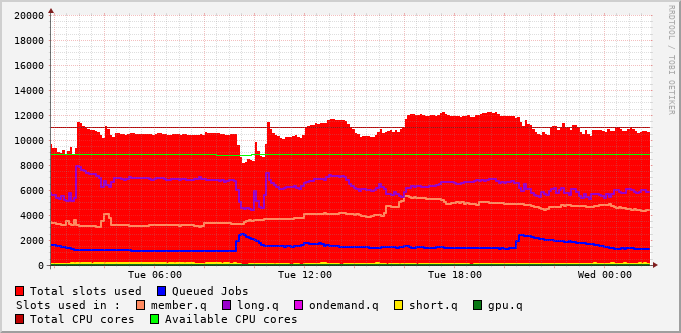 20000
18000
16000
14000
12000
10000
8000
6000
4000
2000
0
Tue 06:00 Tue 12:00 Tue 18:00 Wed 00:00
RRDTOOL / TOBI OETIKER
Total slots used Queued Jobs
Slots used in : member.q long.q ondemand.q short.q gpu.q
Total CPU cores Available CPU cores